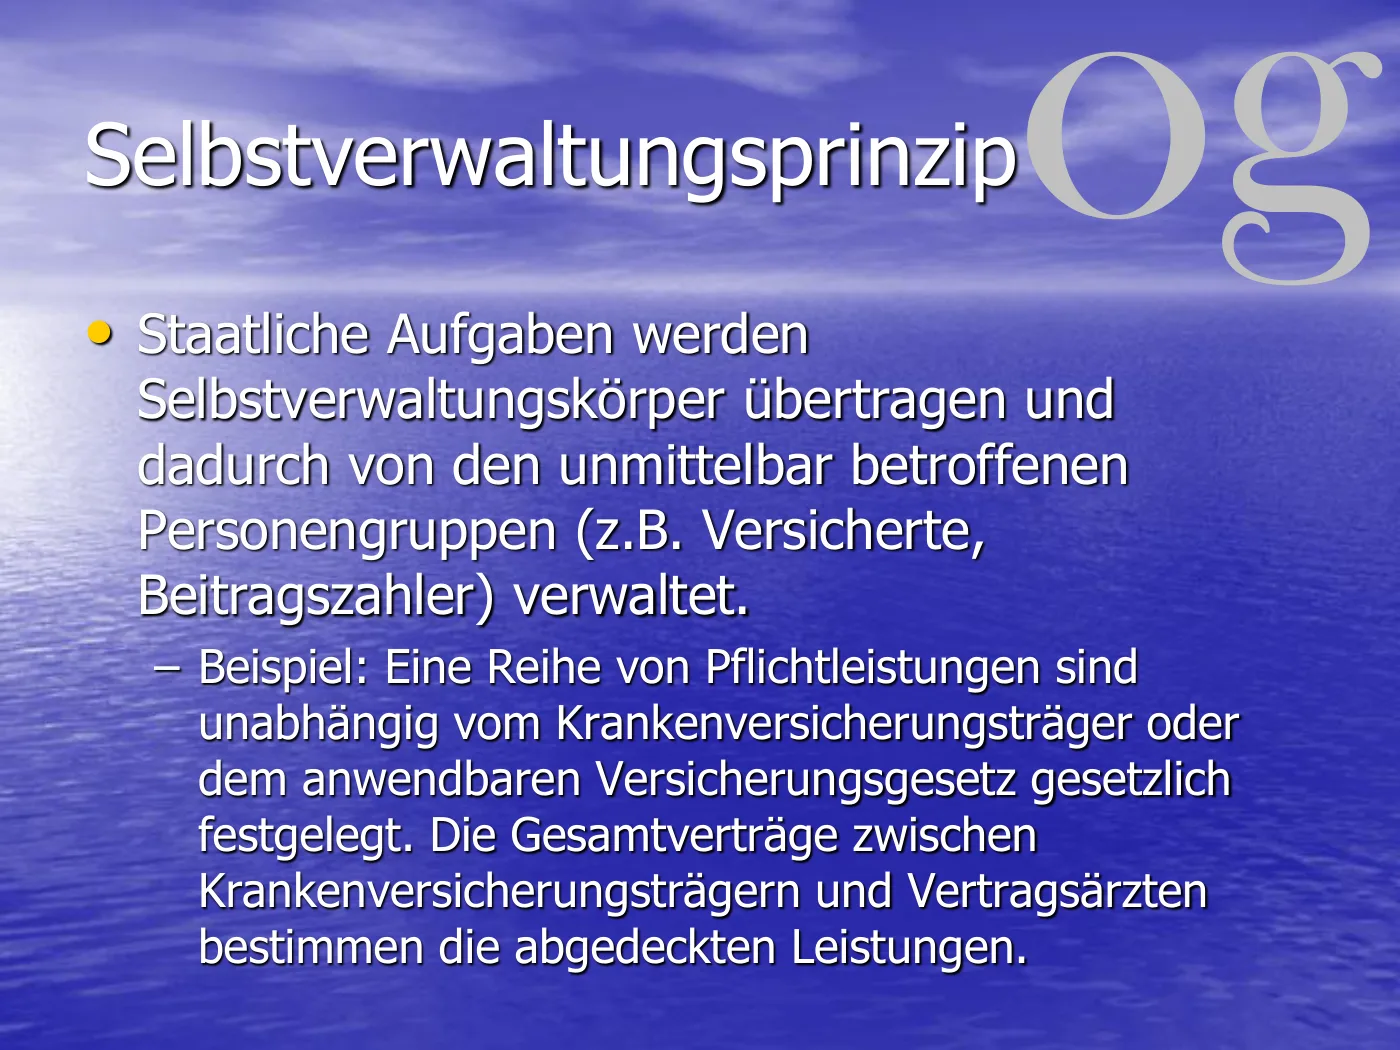 Selbstverwaltungsprinzip
og
• Staatliche Aufgaben werden
Selbstverwaltungskörper übertragen und
dadurch von den unmittelbar betroffenen
Personengruppen (z.B. Versicherte,
Beitragszahler) verwaltet.
– Beispiel: Eine Reihe von Pflichtleistungen sind
unabhängig vom Krankenversicherungsträger oder
dem anwendbaren Versicherungsgesetz gesetzlich
festgelegt. Die Gesamtverträge zwischen
Krankenversicherungsträgern und Vertragsärzten
bestimmen die abgedeckten Leistungen.